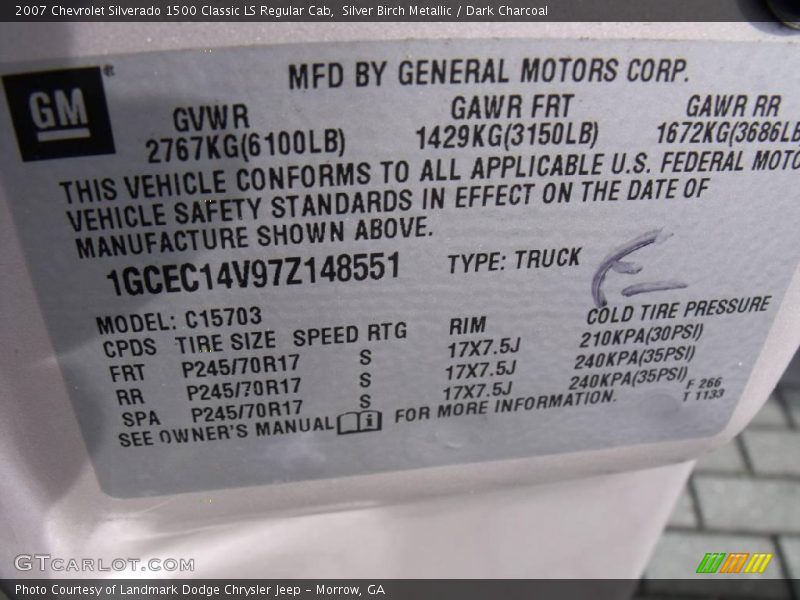 2007 Chevrolet Silverado 1500 Classic LS Regular Cab, Silver Birch Metallic / Dark Charcoal
MFD BY GENERAL MOTORS CORP.
GM ®
GVWR GAWR FRT GAWR RR
2767KG(6100LB) 1429KG(3150LB) 1672KG(3686LB
THIS VEHICLE CONFORMS TO ALL APPLICABLE U.S. FEDERAL MOTO
VEHICLE SAFETY STANDARDS IN EFFECT ON THE DATE OF
MANUFACTURE SHOWN ABOVE.
1GCEC14V97Z148551 TYPE: TRUCK
MODEL: C15703
CPDS TIRE SIZE SPEED RTG RIM COLD TIRE PRESSURE
FRT P245/70R17 S 17X7.5J 210KPA(30PSI)
RR P245/70R17 S 17X7.5J 240KPA(35PSI)
SPA P245/70R17 S 17X7.5J 240KPA(35PSI)
F 266
T 1133
SEE OWNER'S MANUAL i FOR MORE INFORMATION.
GTCARLOT.COM
Photo Courtesy of Landmark Dodge Chrysler Jeep - Morrow, GA